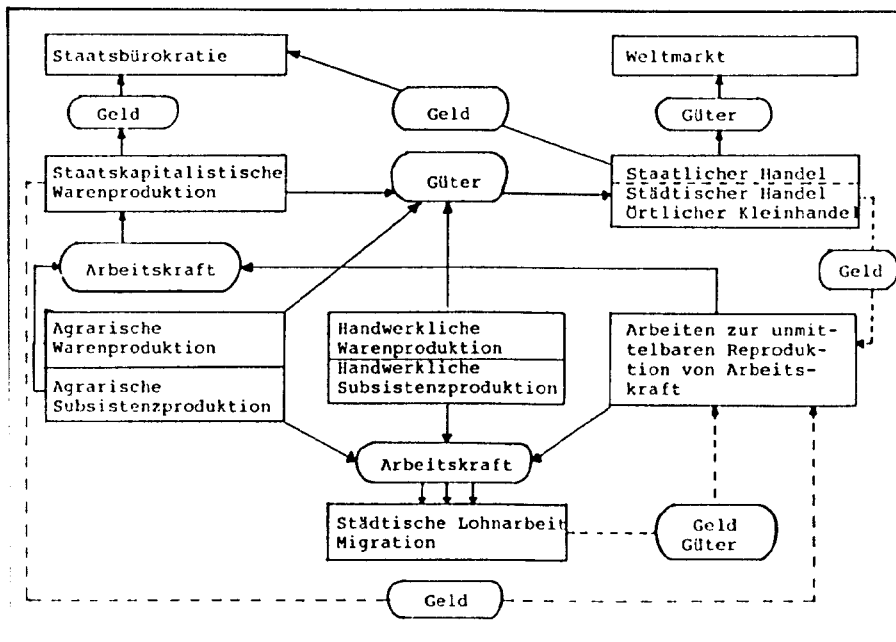 Staatsbürokratie
Weltmarkt
Geld
Geld
Güter
Staatskapitalistische
Warenproduktion
Güter
Staatlicher Handel
Städtischer Handel
Örtlicher Kleinhandel
Arbeitskraft
Geld
Agrarische
Warenproduktion
Agrarische
Subsistenzproduktion
Handwerkliche
Warenproduktion
Handwerkliche
Subsistenzproduktion
Arbeiten zur unmit-
telbaren Reproduk-
tion von Arbeits-
kraft
Arbeitskraft
Städtische Lohnarbeit
Migration
Geld
Güter
Geld